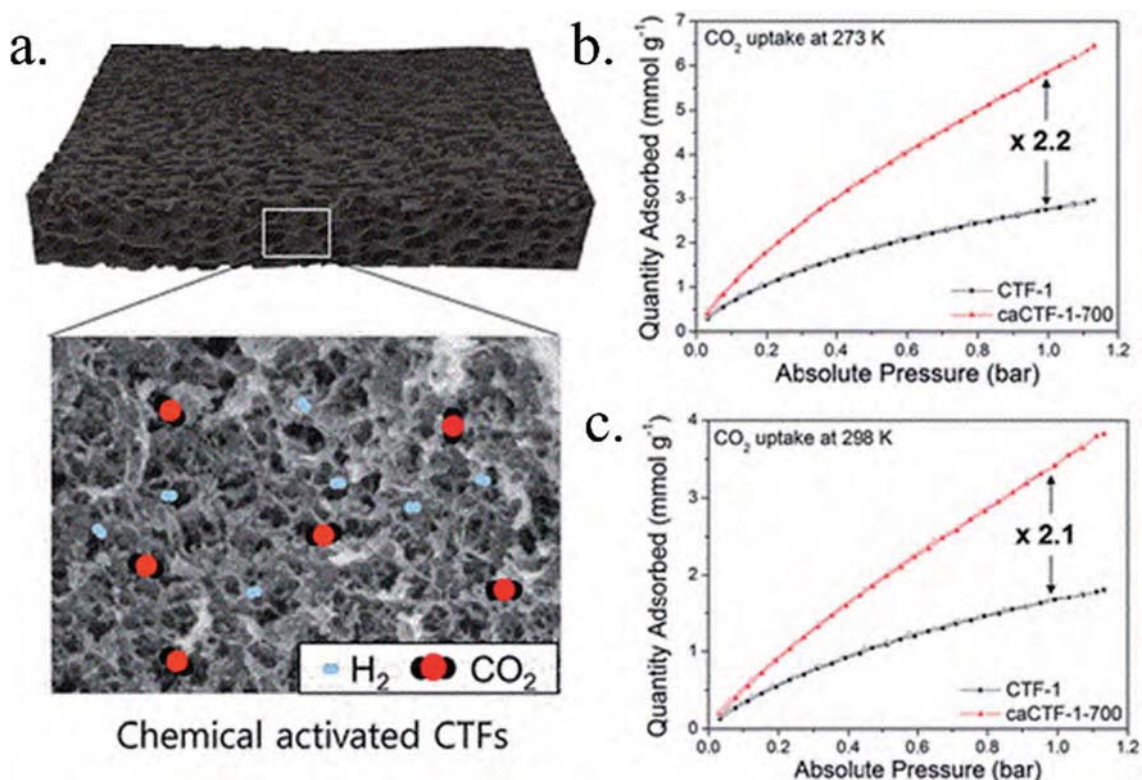 a.
H₂ CO₂
Chemical activated CTFs
b.
CO₂ uptake at 273 K
Quantity Adsorbed (mmol g⁻¹)
7
6
5
4
3
2
1
0
x 2.2
CTF-1
caCTF-1-700
0.0 0.2 0.4 0.6 0.8 1.0 1.2
Absolute Pressure (bar)
c.
CO₂ uptake at 298 K
Quantity Adsorbed (mmol g⁻¹)
4
3
2
1
0
x 2.1
CTF-1
caCTF-1-700
0.0 0.2 0.4 0.6 0.8 1.0 1.2
Absolute Pressure (bar)